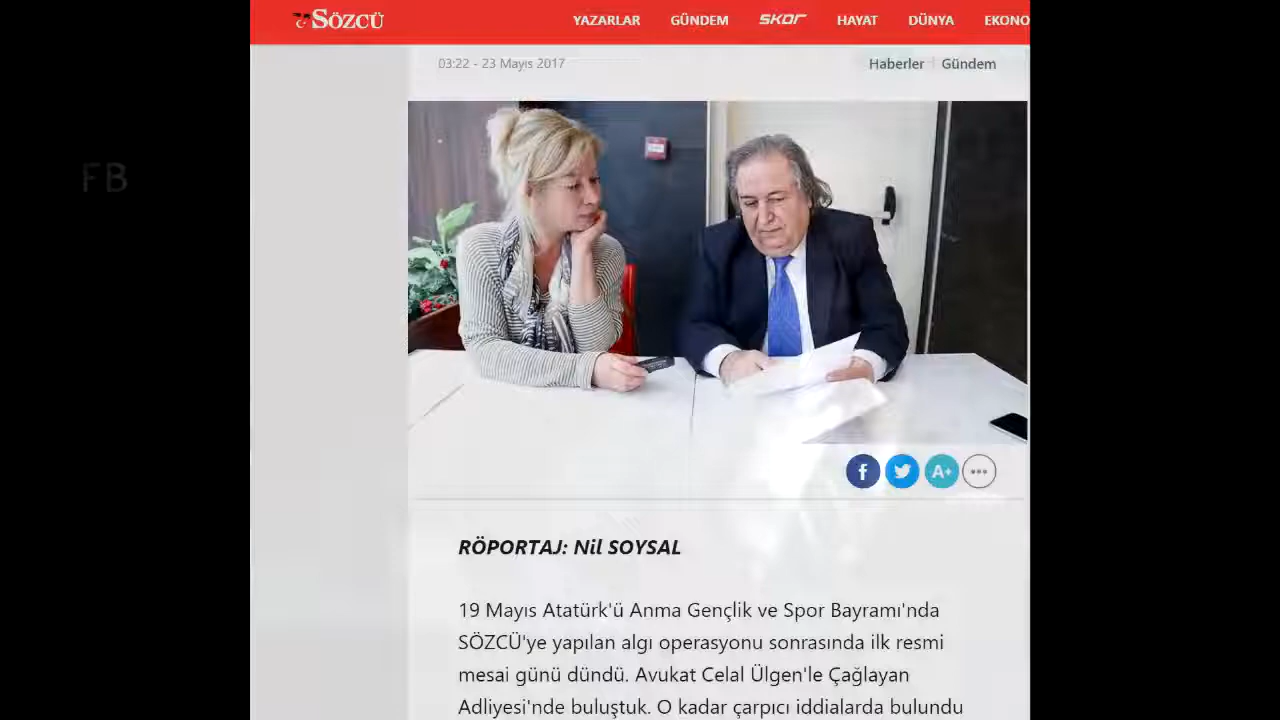 SÖZCÜ YAZARLAR GÜNDEM SKOR HAYAT DÜNYA EKONO
03:22 - 23 Mayıs 2017 Haberler Gündem
FB
f A+
RÖPORTAJ: Nil SOYSAL
19 Mayıs Atatürk'ü Anma Gençlik ve Spor Bayramı'nda
SÖZCÜ'ye yapılan algı operasyonu sonrasında ilk resmi
mesai günü dündü. Avukat Celal Ülgen'le Çağlayan
Adliyesi'nde buluştuk. O kadar çarpıcı iddialarda bulundu